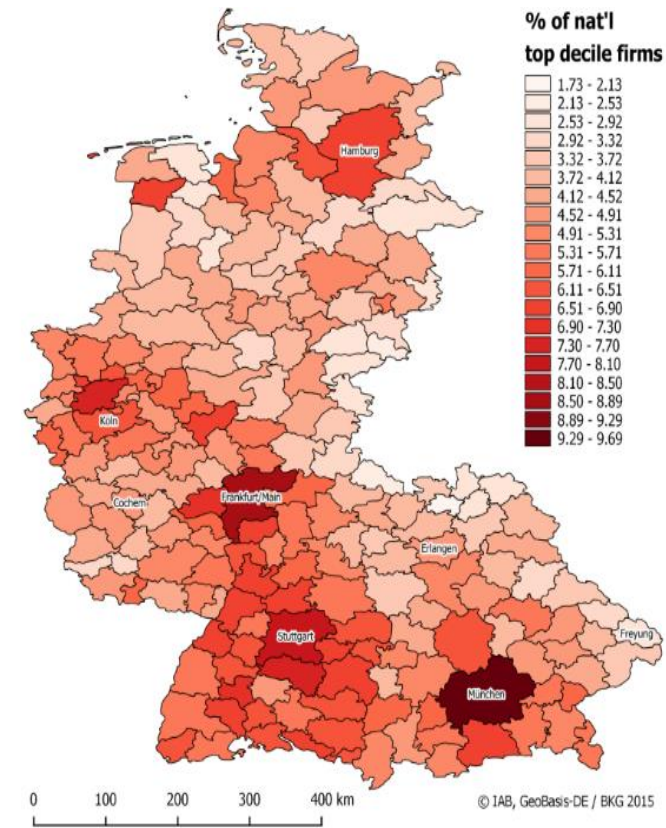 % of nat'l
top decile firms
1.73 - 2.13
2.13 - 2.53
2.53 - 2.92
2.92 - 3.32
3.32 - 3.72
3.72 - 4.12
4.12 - 4.52
4.52 - 4.91
4.91 - 5.31
5.31 - 5.71
5.71 - 6.11
6.11 - 6.51
6.51 - 6.90
6.90 - 7.30
7.30 - 7.70
7.70 - 8.10
8.10 - 8.50
8.50 - 8.89
8.89 - 9.29
9.29 - 9.69
Hamburg
Köln
Cochem
Frankfurt/Main
Erlangen
Stuttgart
Freyung
München
0 100 200 300 400 km
© IAB, GeoBasis-DE / BKG 2015